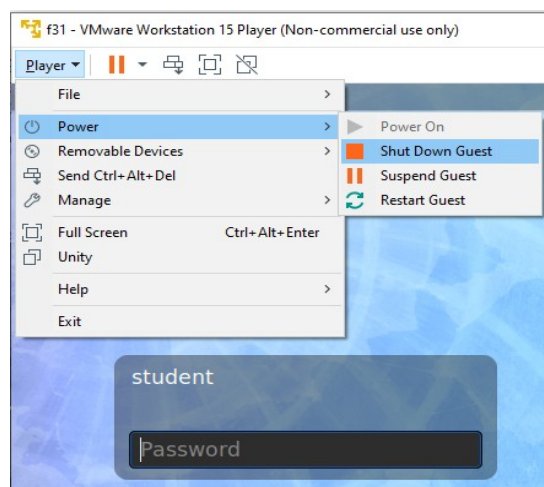 f31 - VMware Workstation 15 Player (Non-commercial use only)
Player
File
Power
Power On
Removable Devices
Shut Down Guest
Send Ctrl+Alt+Del
Suspend Guest
Manage
Restart Guest
Full Screen Ctrl+Alt+Enter
Unity
Help
Exit
student
Password